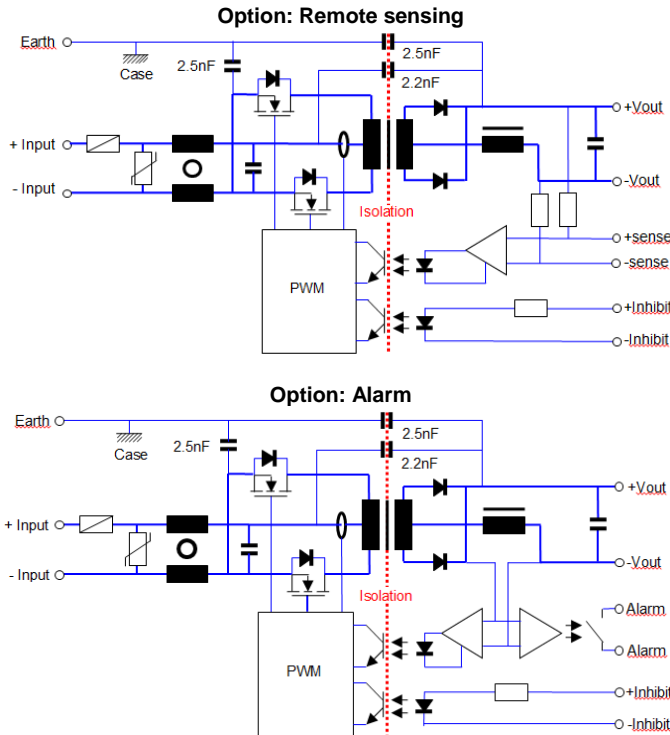 Option: Remote sensing
Earth
Case
2.5nF
2.5nF
2.2nF
+Vout
+ Input
- Input
-Vout
Isolation
+sense
-sense
PWM
+Inhibit
-Inhibit
Option: Alarm
Earth
Case
2.5nF
2.5nF
2.2nF
+Vout
+ Input
- Input
-Vout
Isolation
Alarm
Alarm
PWM
+Inhibit
-Inhibit